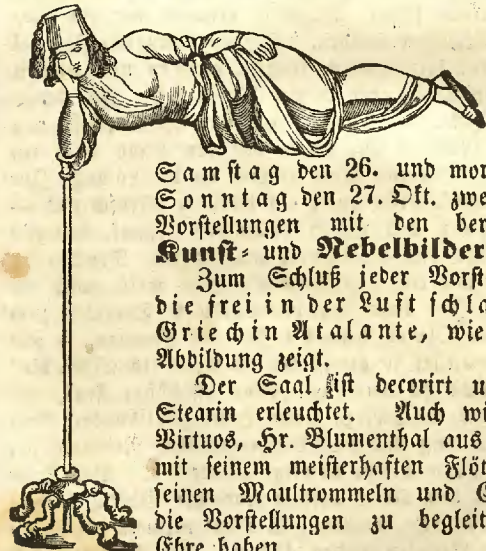 Samstag den 26. und mor
Sonntag den 27. Okt. zwe
Vorstellungen mit den ber
Kunst- und Nebelbilder
Zum Schluß jeder Vorst
die frei in der Luft schla
Griechin Atalante, wie
Abbildung zeigt.
Der Saal ist decorirt u
Stearin erleuchtet. Auch wi
Virtuos, Hr. Blumenthal aus
mit seinem meisterhaften Flöt
seinen Maultrommeln und G
die Vorstellungen zu begleit
Ehre haben